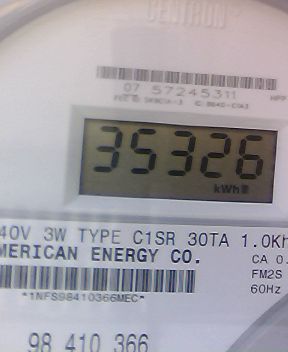 CENTRON
07 57245311
35326
kWh
40V 3W TYPE C1SR 30TA 1.0Kh
MERICAN ENERGY CO.
CA 0.
FM2S
60Hz
*1NFS98410366MEC*
98 410 366